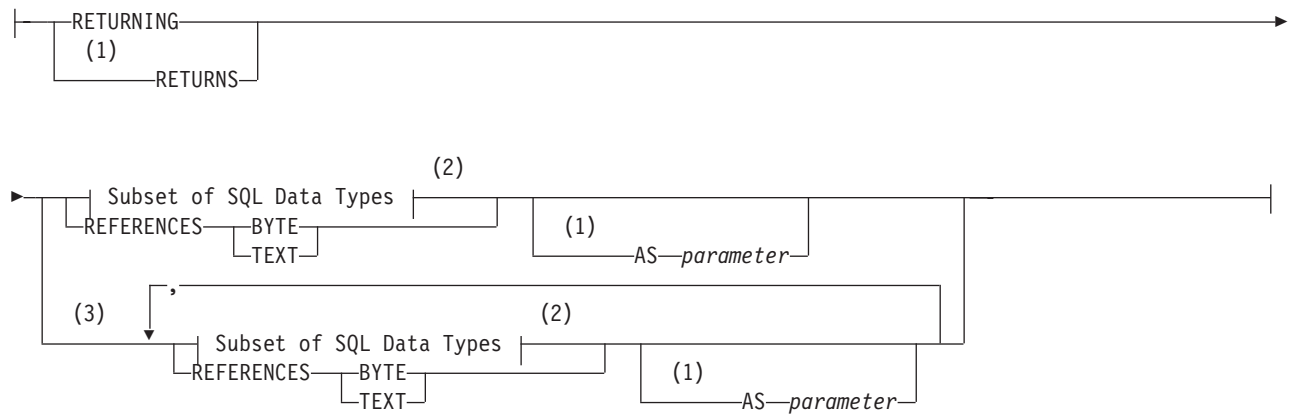 RETURNING
(1)
RETURNS
(2)
Subset of SQL Data Types
REFERENCES BYTE
TEXT
(1)
AS parameter
,
(3)
(2)
Subset of SQL Data Types
REFERENCES BYTE
TEXT
(1)
AS parameter